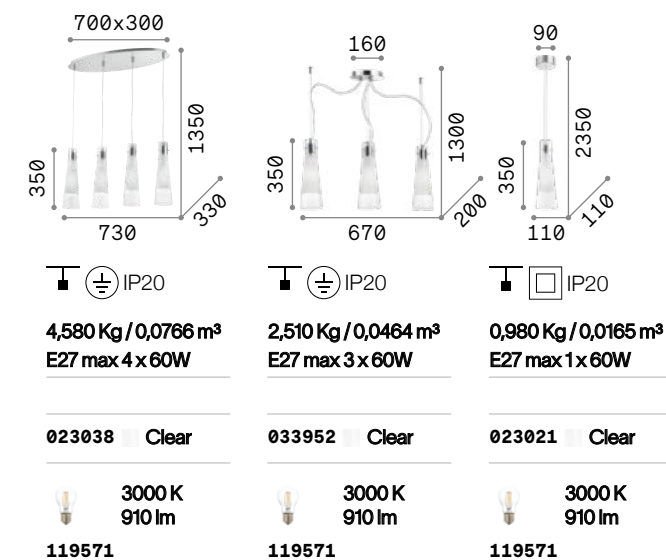 700x300
1350
350
730
330
IP20
4,580 Kg / 0,0766 m³
E27 max 4 x 60W
023038 Clear
3000 K
910 lm
119571
160
1300
350
670
200
IP20
2,510 Kg / 0,0464 m³
E27 max 3 x 60W
033952 Clear
3000 K
910 lm
119571
90
2350
350
110
110
IP20
0,980 Kg / 0,0165 m³
E27 max 1 x 60W
023021 Clear
3000 K
910 lm
119571